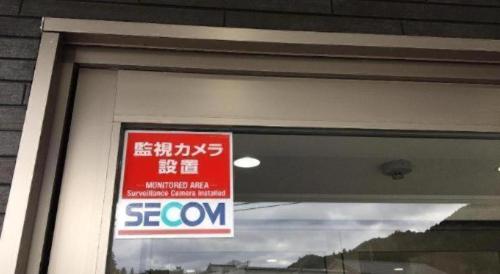 監視カメラ
設置
MONITORED AREA
Surveillance Camera Installed
SECOM